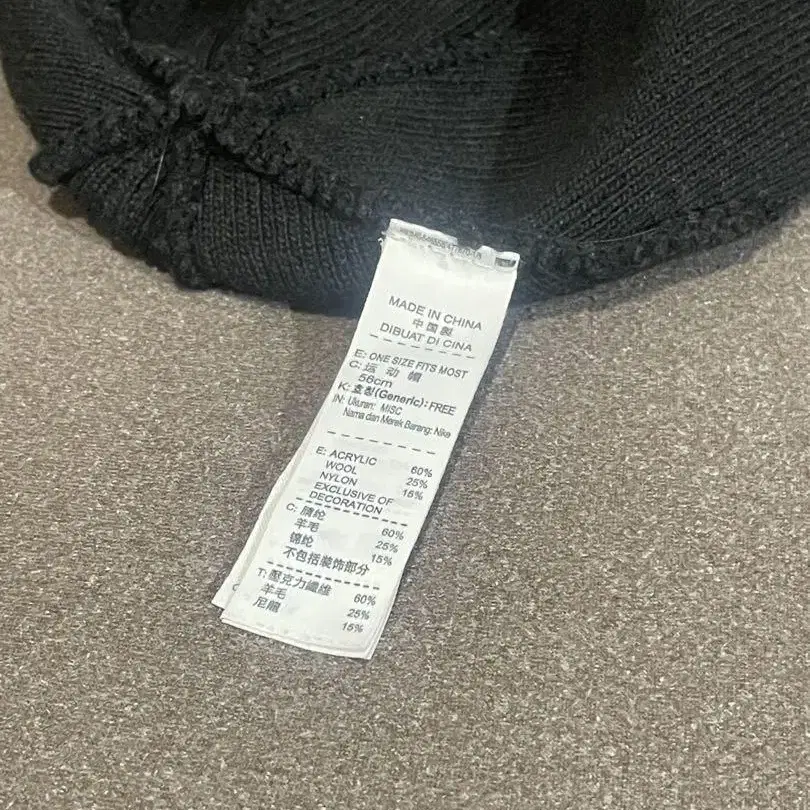 MADE IN CHINA
中国製
DIBUAT DI CINA
E: ONE SIZE FITS MOST
C: 运动帽
56cm
K: 호칭(Generic): FREE
IN: Ukuran: MISC
Nama dan Merek Barang: Nike
E: ACRYLIC 60%
WOOL 25%
NYLON 15%
EXCLUSIVE OF
DECORATION
C: 腈纶 60%
羊毛 25%
锦纶 15%
不包括装饰部分
T: 壓克力纖維 60%
羊毛 25%
尼龍 15%